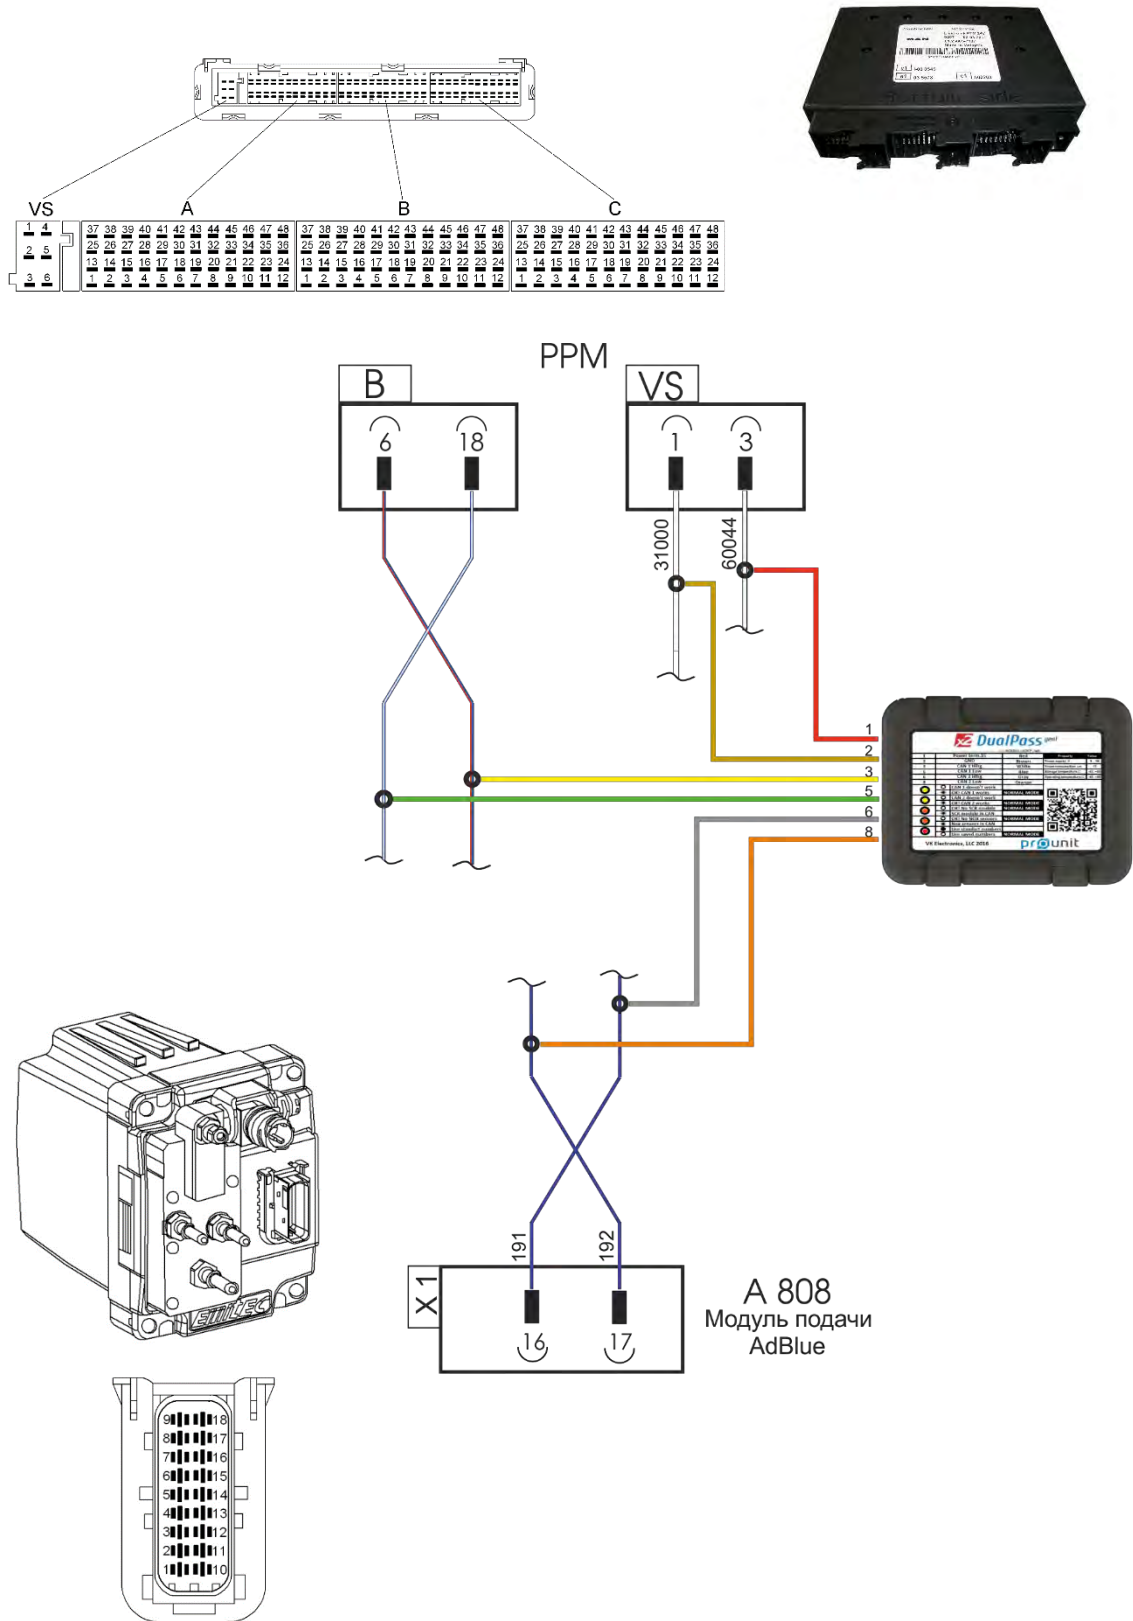 VS
A
B
C
1 4
2 5
3 6
37 38 39 40 41 42 43 44 45 46 47 48
25 26 27 28 29 30 31 32 33 34 35 36
13 14 15 16 17 18 19 20 21 22 23 24
1 2 3 4 5 6 7 8 9 10 11 12
37 38 39 40 41 42 43 44 45 46 47 48
25 26 27 28 29 30 31 32 33 34 35 36
13 14 15 16 17 18 19 20 21 22 23 24
1 2 3 4 5 6 7 8 9 10 11 12
37 38 39 40 41 42 43 44 45 46 47 48
25 26 27 28 29 30 31 32 33 34 35 36
13 14 15 16 17 18 19 20 21 22 23 24
1 2 3 4 5 6 7 8 9 10 11 12
PPM
B
VS
6
18
1
3
31000
60044
1
2
3
5
6
8
x2 DualPass
VK Electronics, LLC 2018
prounit
191
192
X 1
16
17
A 808
Модуль подачи
AdBlue
EMITEC
9 18
8 17
7 16
6 15
5 14
4 13
3 12
2 11
1 10